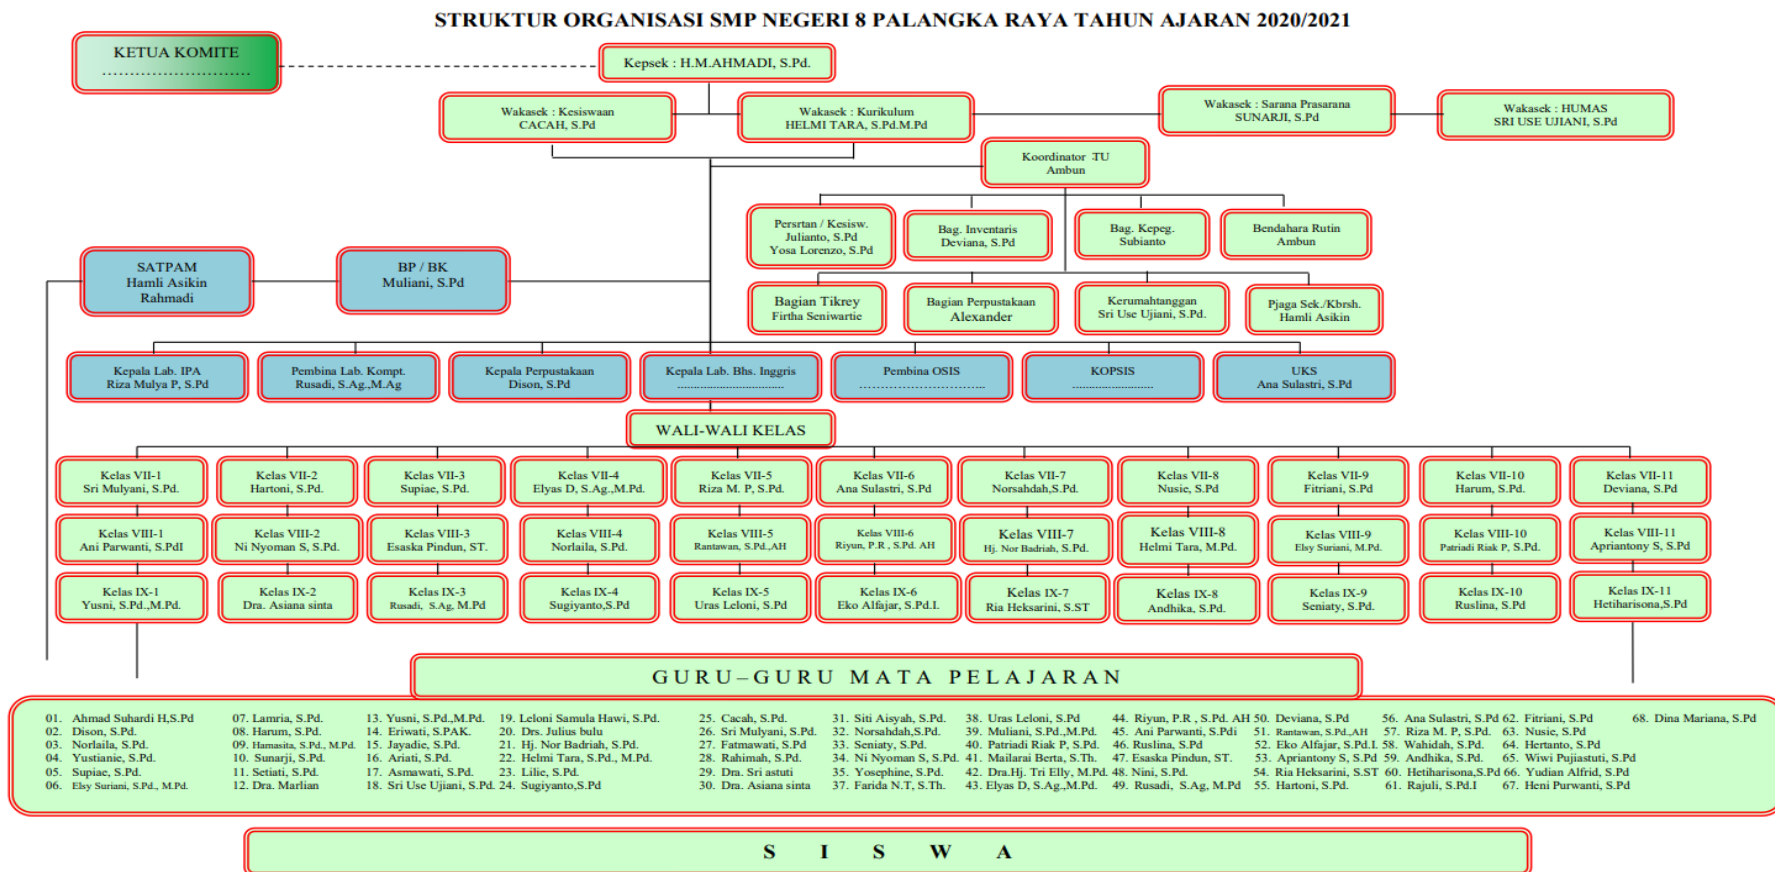 STRUKTUR ORGANISASI SMP NEGERI 8 PALANGKA RAYA TAHUN AJARAN 2020/2021
KETUA KOMITE
............................
Kepsek : H.M.AHMADI, S.Pd.
Wakasek : Kesiswaan
CACAH, S.Pd
Wakasek : Kurikulum
HELMI TARA, S.Pd.M.Pd
Wakasek : Sarana Prasarana
SUNARJI, S.Pd
Wakasek : HUMAS
SRI USE UJIANI, S.Pd
Koordinator TU
Ambun
Persrtan / Kesisw.
Julianto, S.Pd
Yosa Lorenzo, S.Pd
Bag. Inventaris
Deviana, S.Pd
Bag. Kepeg.
Subianto
Bendahara Rutin
Ambun
SATPAM
Hamli Asikin
Rahmadi
BP / BK
Muliani, S.Pd
Bagian Tikrey
Firtha Seniwartie
Bagian Perpustakaan
Alexander
Kerumahtanggan
Sri Use Ujiani, S.Pd.
Pjaga Sek./Kbrsh.
Hamli Asikin
Kepala Lab. IPA
Riza Mulya P, S.Pd
Pembina Lab. Kompt.
Rusadi, S.Ag.,M.Ag
Kepala Perpustakaan
Dison, S.Pd
Kepala Lab. Bhs. Inggris
....................................
Pembina OSIS
..............................
KOPSIS
...........................
UKS
Ana Sulastri, S.Pd
WALI-WALI KELAS
Kelas VII-1
Sri Mulyani, S.Pd.
Kelas VII-2
Hartoni, S.Pd.
Kelas VII-3
Supiae, S.Pd.
Kelas VII-4
Elyas D, S.Ag.,M.Pd.
Kelas VII-5
Riza M. P, S.Pd.
Kelas VII-6
Ana Sulastri, S.Pd
Kelas VII-7
Norsahdah,S.Pd.
Kelas VII-8
Nusie, S.Pd
Kelas VII-9
Fitriani, S.Pd
Kelas VII-10
Harum, S.Pd.
Kelas VII-11
Deviana, S.Pd
Kelas VIII-1
Ani Parwanti, S.PdI
Kelas VIII-2
Ni Nyoman S, S.Pd.
Kelas VIII-3
Esaska Pindun, ST.
Kelas VIII-4
Norlaila, S.Pd.
Kelas VIII-5
Rantawan, S.Pd.,AH
Kelas VIII-6
Riyun, P.R , S.Pd. AH
Kelas VIII-7
Hj. Nor Badriah, S.Pd.
Kelas VIII-8
Helmi Tara, M.Pd.
Kelas VIII-9
Elsy Suriani, M.Pd.
Kelas VIII-10
Patriadi Riak P, S.Pd.
Kelas VIII-11
Apriantony S, S.Pd
Kelas IX-1
Yusni, S.Pd.,M.Pd.
Kelas IX-2
Dra. Asiana sinta
Kelas IX-3
Rusadi, S.Ag, M.Pd
Kelas IX-4
Sugiyanto,S.Pd
Kelas IX-5
Uras Leloni, S.Pd
Kelas IX-6
Eko Alfajar, S.Pd.I.
Kelas IX-7
Ria Heksarini, S.ST
Kelas IX-8
Andhika, S.Pd.
Kelas IX-9
Seniaty, S.Pd.
Kelas IX-10
Ruslina, S.Pd
Kelas IX-11
Hetiharisona,S.Pd
GURU–GURU MATA PELAJARAN
01. Ahmad Suhardi H,S.Pd
02. Dison, S.Pd.
03. Norlaila, S.Pd.
04. Yustianie, S.Pd.
05. Supiae, S.Pd.
06. Elsy Suriani, S.Pd., M.Pd.
07. Lamria, S.Pd.
08. Harum, S.Pd.
09. Hamasita, S.Pd., M.Pd.
10. Sunarji, S.Pd.
11. Setiati, S.Pd.
12. Dra. Marlian
13. Yusni, S.Pd.,M.Pd.
14. Eriwati, S.PAK.
15. Jayadie, S.Pd.
16. Ariati, S.Pd.
17. Asmawati, S.Pd.
18. Sri Use Ujiani, S.Pd.
19. Leloni Samula Hawi, S.Pd.
20. Drs. Julius bulu
21. Hj. Nor Badriah, S.Pd.
22. Helmi Tara, S.Pd., M.Pd.
23. Lilie, S.Pd.
24. Sugiyanto,S.Pd
25. Cacah, S.Pd.
26. Sri Mulyani, S.Pd.
27. Fatmawati, S.Pd
28. Rahimah, S.Pd.
29. Dra. Sri astuti
30. Dra. Asiana sinta
31. Siti Aisyah, S.Pd.
32. Norsahdah,S.Pd.
33. Seniaty, S.Pd.
34. Ni Nyoman S, S.Pd.
35. Yosephine, S.Pd.
37. Farida N.T, S.Th.
38. Uras Leloni, S.Pd
39. Muliani, S.Pd.,M.Pd.
40. Patriadi Riak P, S.Pd.
41. Mailarai Berta, S.Th.
42. Dra.Hj. Tri Elly, M.Pd.
43. Elyas D, S.Ag.,M.Pd.
44. Riyun, P.R , S.Pd. AH
45. Ani Parwanti, S.Pdi
46. Ruslina, S.Pd
47. Esaska Pindun, ST.
48. Nini, S.Pd.
49. Rusadi, S.Ag, M.Pd
50. Deviana, S.Pd
51. Rantawan, S.Pd.,AH
52. Eko Alfajar, S.Pd.I.
53. Apriantony S, S.Pd
54. Ria Heksarini, S.ST
55. Hartoni, S.Pd.
56. Ana Sulastri, S.Pd
57. Riza M. P, S.Pd.
58. Wahidah, S.Pd.
59. Andhika, S.Pd.
60. Hetiharisona,S.Pd
61. Rajuli, S.Pd.I
62. Fitriani, S.Pd
63. Nusie, S.Pd
64. Hertanto, S.Pd
65. Wiwi Pujiastuti, S.Pd
66. Yudian Alfrid, S.Pd
67. Heni Purwanti, S.Pd
68. Dina Mariana, S.Pd
S I S W A